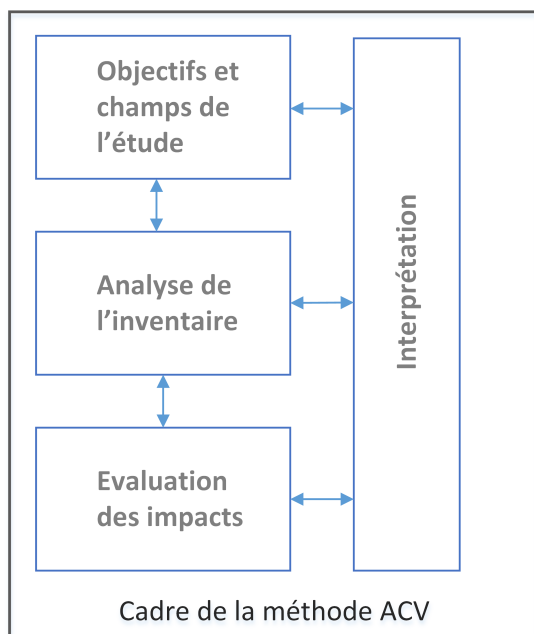 Objectifs et
champs de
l’étude
Analyse de
l’inventaire
Evaluation
des impacts
Interprétation
Cadre de la méthode ACV